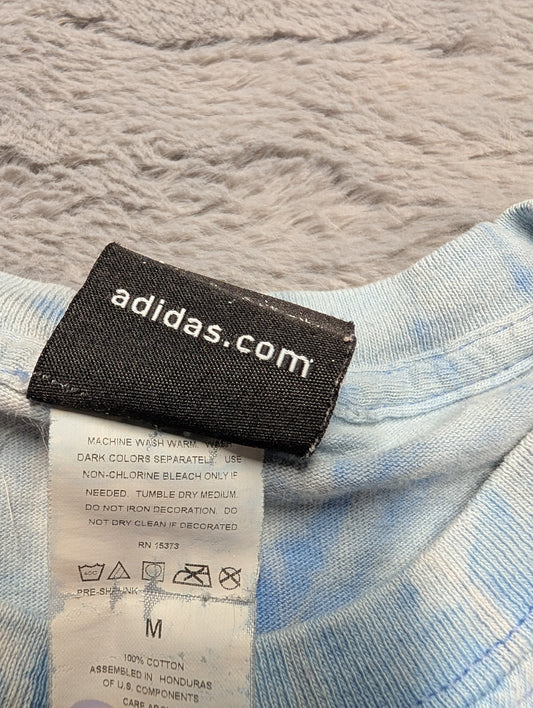 adidas.com
MACHINE WASH WARM. WASH
DARK COLORS SEPARATELY. USE
NON-CHLORINE BLEACH ONLY IF
NEEDED. TUMBLE DRY MEDIUM.
DO NOT IRON DECORATION. DO
NOT DRY CLEAN IF DECORATED
RN 15373
PRE-SHRUNK
M
100% COTTON
ASSEMBLED IN HONDURAS
OF U.S. COMPONENTS
CARE